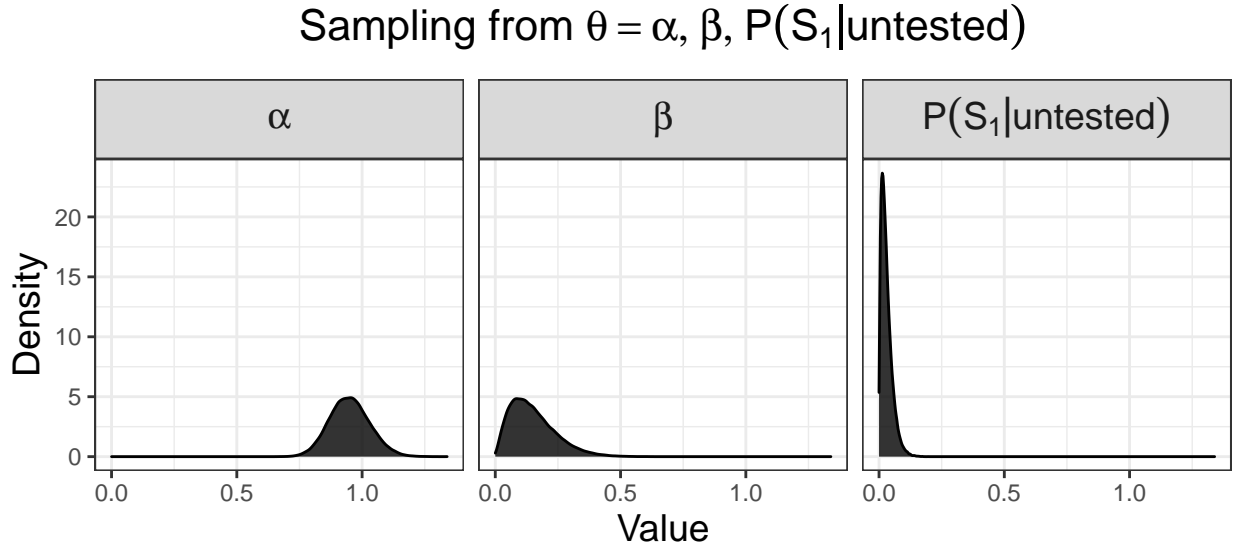 Sampling from θ = α, β, P(S₁|untested)
α β P(S₁|untested)
Density
20
15
10
5
0
0.0 0.5 1.0 0.0 0.5 1.0 0.0 0.5 1.0
Value